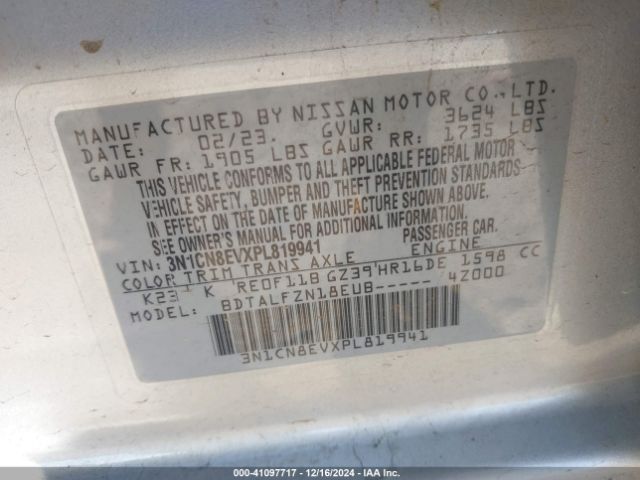 MANUFACTURED BY NISSAN MOTOR CO.,LTD.
DATE: 02/23. GVWR: 3624 LBS
GAWR FR: 1905 LBS GAWR RR: 1735 LBS
THIS VEHICLE CONFORMS TO ALL APPLICABLE FEDERAL MOTOR
VEHICLE SAFETY, BUMPER AND THEFT PREVENTION STANDARDS
IN EFFECT ON THE DATE OF MANUFACTURE SHOWN ABOVE.
SEE OWNER'S MANUAL FOR ADDITIONAL INFORMATION.
VIN: 3N1CN8EVXPL819941 PASSENGER CAR.
COLOR TRIM TRANS AXLE ENGINE
K23 K RE0F11B GZ39 HR16DE 1598 CC
BDTALFZN18EUB----- 4Z000
3N1CN8EVXPL819941
000-41097717 - 12/16/2024 - IAA Inc.